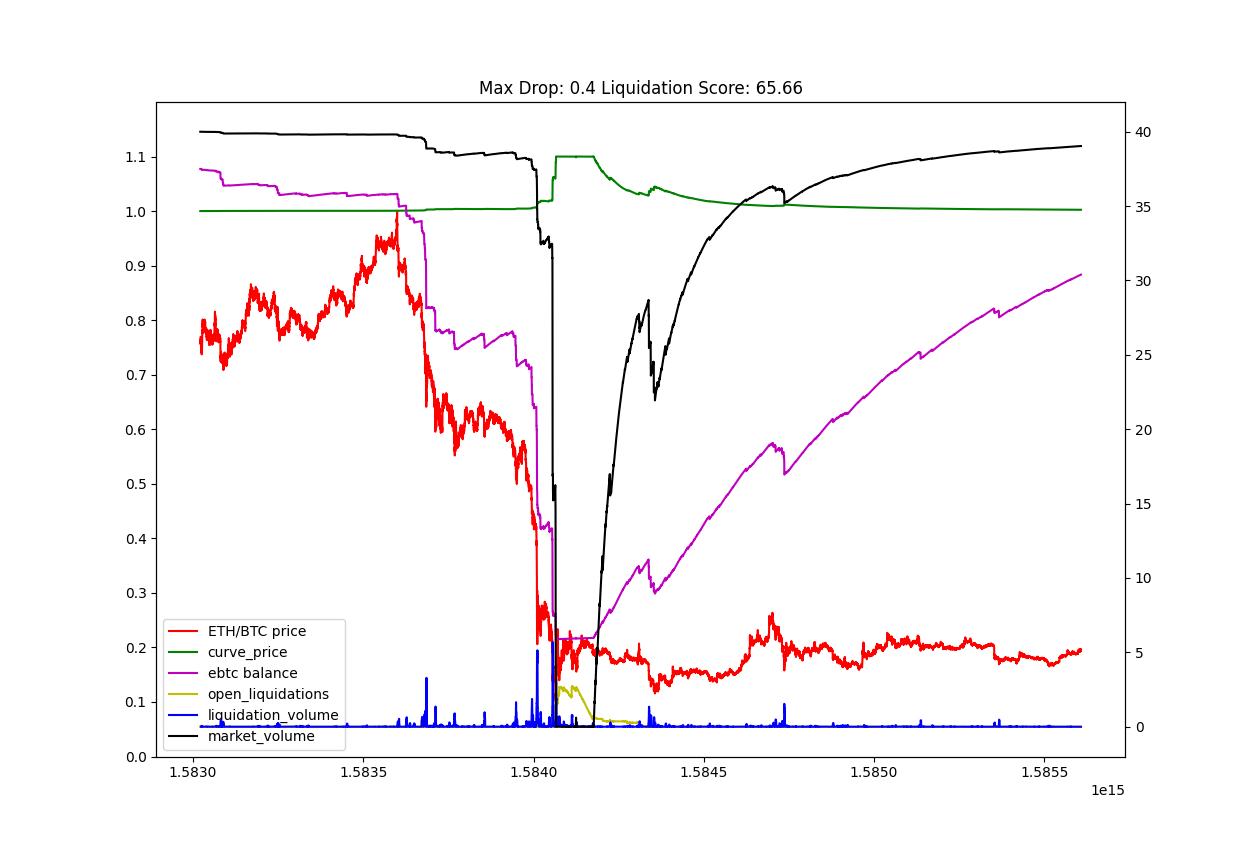 Max Drop: 0.4 Liquidation Score: 65.66
1.1
1.0
0.9
0.8
0.7
0.6
0.5
0.4
0.3
0.2
0.1
0.0
40
35
30
25
20
15
10
5
0
ETH/BTC price
curve_price
ebtc balance
open_liquidations
liquidation_volume
market_volume
1.5830 1.5835 1.5840 1.5845 1.5850 1.5855
1e15